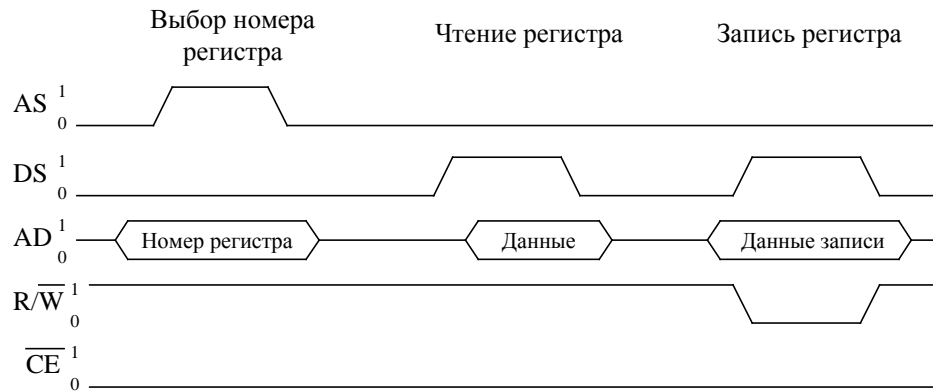 Выбор номера
регистра
Чтение регистра
Запись регистра
AS 1
0
DS 1
0
AD 1
0
Номер регистра
Данные
Данные записи
R/W̅ 1
0
C̅E̅ 1
0